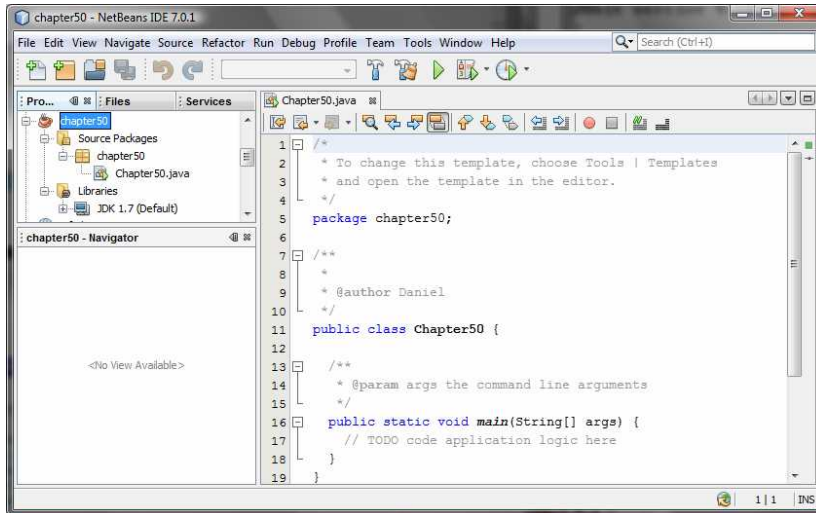 chapter50 - NetBeans IDE 7.0.1
File Edit View Navigate Source Refactor Run Debug Profile Team Tools Window Help
Search (Ctrl+I)
Pro... Files Services
chapter50
Source Packages
chapter50
Chapter50.java
Libraries
JDK 1.7 (Default)
chapter50 - Navigator
<No View Available>
Chapter50.java
1 /*
2 * To change this template, choose Tools | Templates
3 * and open the template in the editor.
4 */
5 package chapter50;
6
7 /**
8 *
9 * @author Daniel
10 */
11 public class Chapter50 {
12
13 /**
14 * @param args the command line arguments
15 */
16 public static void main(String[] args) {
17 // TODO code application logic here
18 }
19 }
1|1 INS